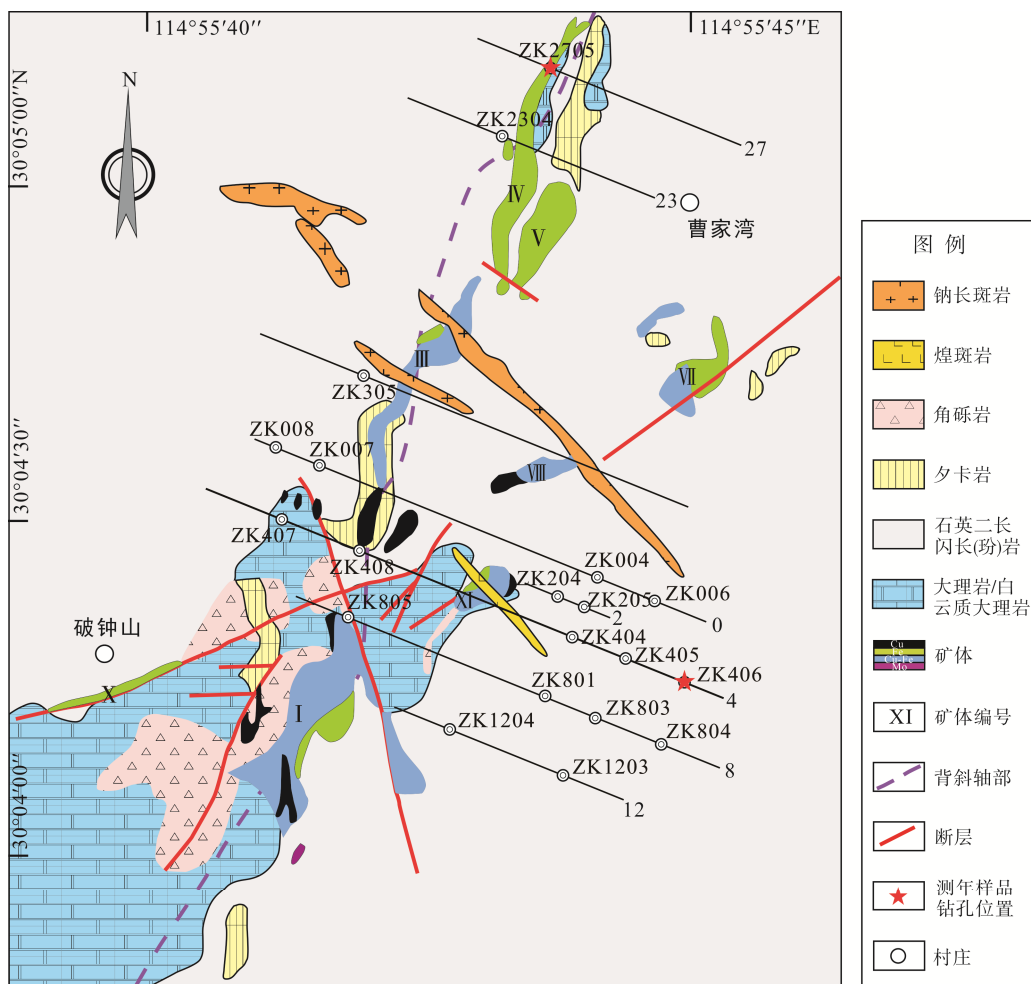 114°55′40″
114°55′45″E
N
30°05′00″N
30°04′30″
30°04′00″
ZK2705
27
ZK2304
23
曹家湾
IV
V
III
VII
VIII
ZK305
ZK008
ZK007
ZK407
ZK408
ZK004
ZK006
0
ZK204
ZK205
2
XI
ZK805
ZK404
ZK405
ZK406
4
破钟山
X
I
ZK801
ZK803
ZK804
8
ZK1204
ZK1203
12
图 例
钠长斑岩
煌斑岩
角砾岩
夕卡岩
石英二长
闪长(玢)岩
大理岩/白
云质大理岩
Cu
Fe
Cu-Fe
Mo
矿体
XI
矿体编号
背斜轴部
断层
测年样品
钻孔位置
村庄